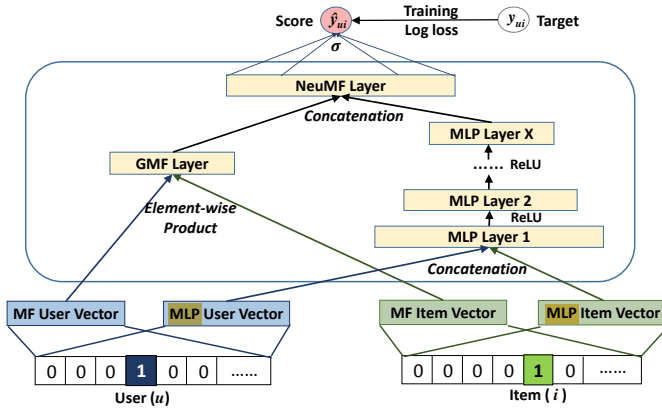 Score ŷui Training yui Target
Log loss
σ
NeuMF Layer
Concatenation
MLP Layer X
GMF Layer
...... ReLU
MLP Layer 2
Element-wise
Product
ReLU
MLP Layer 1
Concatenation
MF User Vector MLP User Vector MF Item Vector MLP Item Vector
0 0 0 1 0 0 ...... 0 0 0 0 1 0 ......
User (u) Item (i)